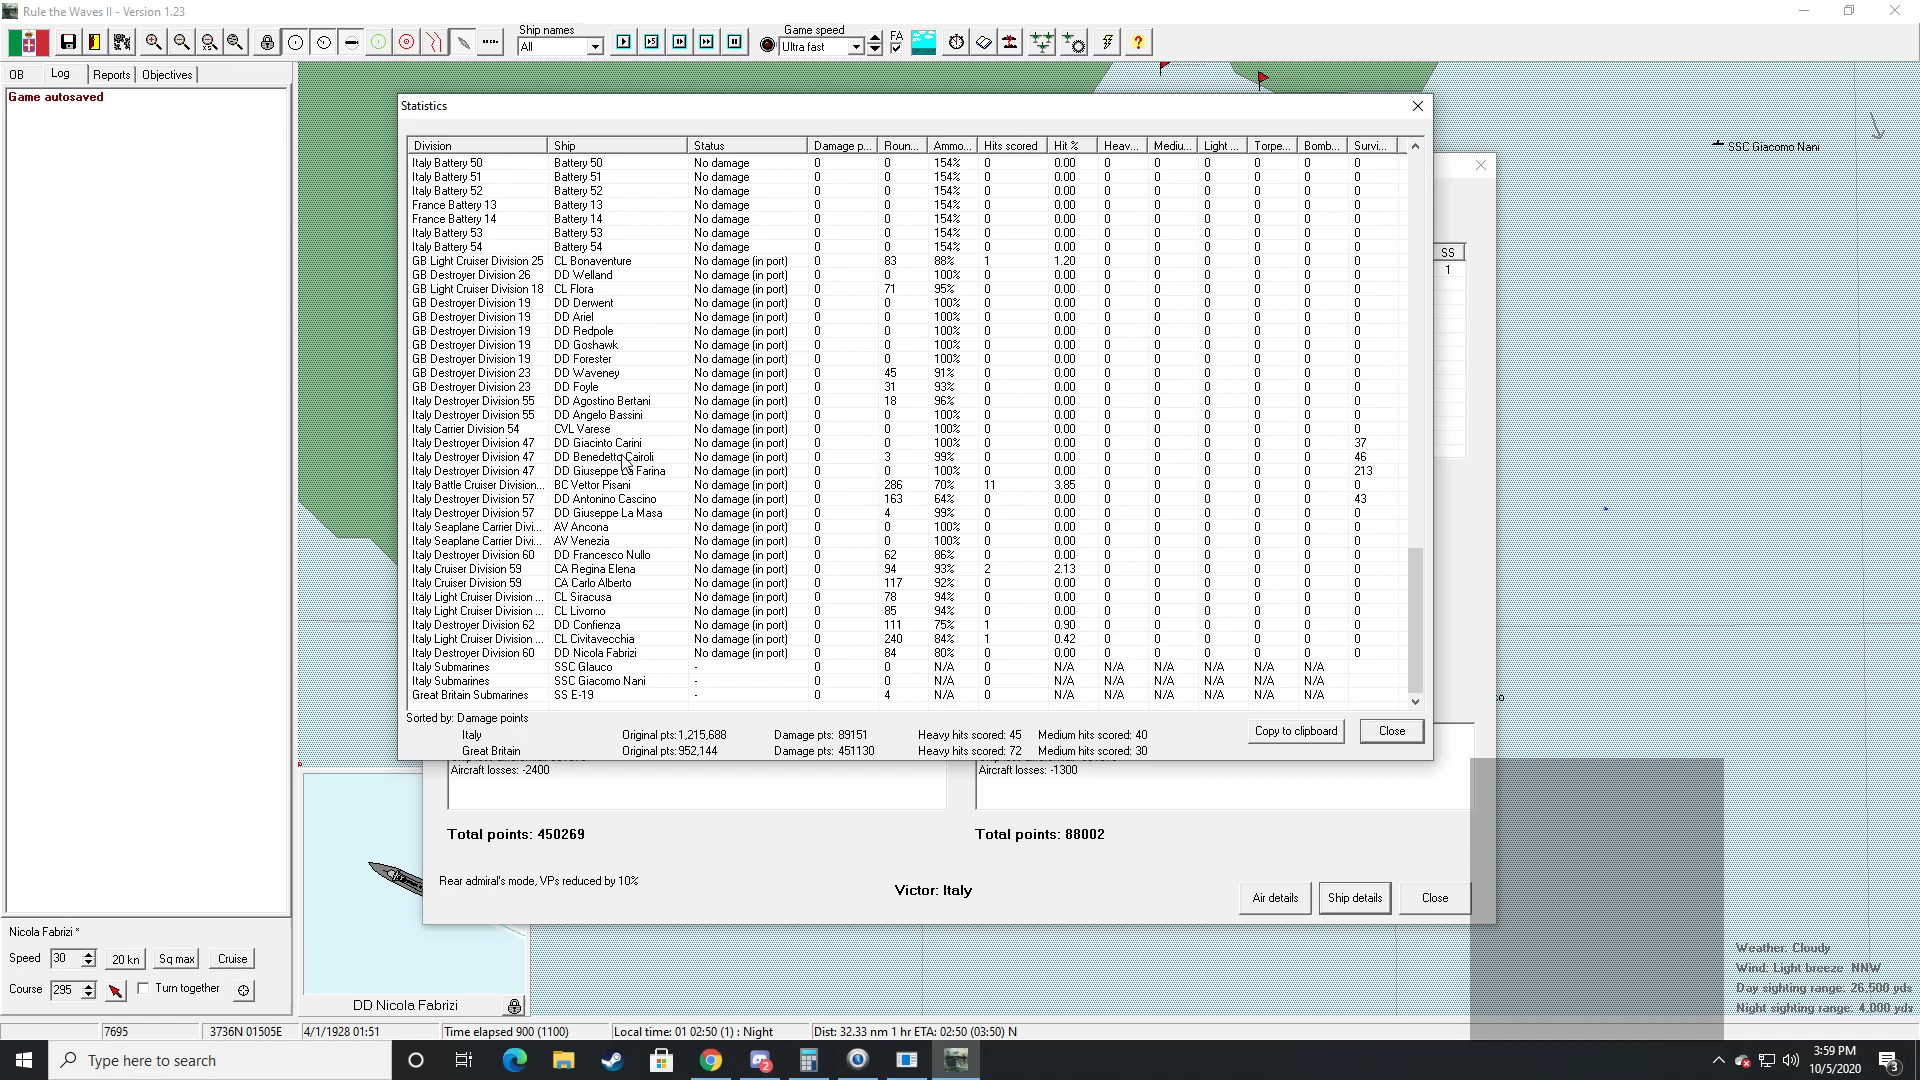 Rule the Waves II - Version 1.23
Ship names
All
Game speed
Ultra fast
FA
OB
Log
Reports
Objectives
Game autosaved
Statistics
SSC Giacomo Nani
SS
1
Division Ship Status Damage p... Roun... Ammo... Hits scored Hit % Heav... Mediu... Light ... Torpe... Bomb... Survi...
Italy Battery 50 Battery 50 No damage 0 0 154% 0 0.00 0 0 0 0 0 0
Italy Battery 51 Battery 51 No damage 0 0 154% 0 0.00 0 0 0 0 0 0
Italy Battery 52 Battery 52 No damage 0 0 154% 0 0.00 0 0 0 0 0 0
France Battery 13 Battery 13 No damage 0 0 154% 0 0.00 0 0 0 0 0 0
France Battery 14 Battery 14 No damage 0 0 154% 0 0.00 0 0 0 0 0 0
Italy Battery 53 Battery 53 No damage 0 0 154% 0 0.00 0 0 0 0 0 0
Italy Battery 54 Battery 54 No damage 0 0 154% 0 0.00 0 0 0 0 0 0
GB Light Cruiser Division 25 CL Bonaventure No damage (in port) 0 83 88% 1 1.20 0 0 0 0 0 0
GB Destroyer Division 26 DD Welland No damage (in port) 0 0 100% 0 0.00 0 0 0 0 0 0
GB Light Cruiser Division 18 CL Flora No damage (in port) 0 71 95% 0 0.00 0 0 0 0 0 0
GB Destroyer Division 19 DD Derwent No damage (in port) 0 0 100% 0 0.00 0 0 0 0 0 0
GB Destroyer Division 19 DD Ariel No damage (in port) 0 0 100% 0 0.00 0 0 0 0 0 0
GB Destroyer Division 19 DD Redpole No damage (in port) 0 0 100% 0 0.00 0 0 0 0 0 0
GB Destroyer Division 19 DD Goshawk No damage (in port) 0 0 100% 0 0.00 0 0 0 0 0 0
GB Destroyer Division 19 DD Forester No damage (in port) 0 0 100% 0 0.00 0 0 0 0 0 0
GB Destroyer Division 23 DD Waveney No damage (in port) 0 45 91% 0 0.00 0 0 0 0 0 0
GB Destroyer Division 23 DD Foyle No damage (in port) 0 31 93% 0 0.00 0 0 0 0 0 0
Italy Destroyer Division 55 DD Agostino Bertani No damage (in port) 0 18 96% 0 0.00 0 0 0 0 0 0
Italy Destroyer Division 55 DD Angelo Bassini No damage (in port) 0 0 100% 0 0.00 0 0 0 0 0 0
Italy Carrier Division 54 CVL Varese No damage (in port) 0 0 100% 0 0.00 0 0 0 0 0 0
Italy Destroyer Division 47 DD Giacinto Carini No damage (in port) 0 0 100% 0 0.00 0 0 0 0 0 37
Italy Destroyer Division 47 DD Benedetto Cairoli No damage (in port) 0 3 99% 0 0.00 0 0 0 0 0 46
Italy Destroyer Division 47 DD Giuseppe La Farina No damage (in port) 0 0 100% 0 0.00 0 0 0 0 0 213
Italy Battle Cruiser Division... BC Vettor Pisani No damage (in port) 0 286 70% 11 3.85 0 0 0 0 0 0
Italy Destroyer Division 57 DD Antonino Cascino No damage (in port) 0 163 64% 0 0.00 0 0 0 0 0 43
Italy Destroyer Division 57 DD Giuseppe La Masa No damage (in port) 0 4 99% 0 0.00 0 0 0 0 0 0
Italy Seaplane Carrier Divi... AV Ancona No damage (in port) 0 0 100% 0 0.00 0 0 0 0 0 0
Italy Seaplane Carrier Divi... AV Venezia No damage (in port) 0 0 100% 0 0.00 0 0 0 0 0 0
Italy Destroyer Division 60 DD Francesco Nullo No damage (in port) 0 62 86% 0 0.00 0 0 0 0 0 0
Italy Cruiser Division 59 CA Regina Elena No damage (in port) 0 94 93% 2 2.13 0 0 0 0 0 0
Italy Cruiser Division 59 CA Carlo Alberto No damage (in port) 0 117 92% 0 0.00 0 0 0 0 0 0
Italy Light Cruiser Division ... CL Siracusa No damage (in port) 0 78 94% 0 0.00 0 0 0 0 0 0
Italy Light Cruiser Division ... CL Livorno No damage (in port) 0 85 94% 0 0.00 0 0 0 0 0 0
Italy Destroyer Division 62 DD Confienza No damage (in port) 0 111 75% 1 0.90 0 0 0 0 0 0
Italy Light Cruiser Division ... CL Civitavecchia No damage (in port) 0 240 84% 1 0.42 0 0 0 0 0 0
Italy Destroyer Division 60 DD Nicola Fabrizi No damage (in port) 0 84 80% 0 0.00 0 0 0 0 0 0
Italy Submarines SSC Glauco - 0 0 N/A 0 N/A N/A N/A N/A N/A N/A
Italy Submarines SSC Giacomo Nani - 0 0 N/A 0 N/A N/A N/A N/A N/A N/A
Great Britain Submarines SS E-19 - 0 4 N/A 0 N/A N/A N/A N/A N/A N/A
Sorted by: Damage points
Italy Original pts: 1,215,688 Damage pts: 89151 Heavy hits scored: 45 Medium hits scored: 40
Great Britain Original pts: 952,144 Damage pts: 451130 Heavy hits scored: 72 Medium hits scored: 30
Copy to clipboard
Close
Aircraft losses: -2400
Aircraft losses: -1300
Total points: 450269
Total points: 88002
Rear admiral's mode, VPs reduced by 10%
Victor: Italy
Air details
Ship details
Close
Nicola Fabrizi *
Speed 30 20 kn Sq max Cruise
Course 295 Turn together
DD Nicola Fabrizi
Weather: Cloudy
Wind: Light breeze NNW
Day sighting range: 26,500 yds
Night sighting range: 4,000 yds
7695 3736N 01505E 4/1/1928 01:51 Time elapsed 900 (1100) Local time: 01 02:50 (1) : Night Dist: 32.33 nm 1 hr ETA: 02:50 (03:50) N
Type here to search
2
3:59 PM
10/5/2020
3